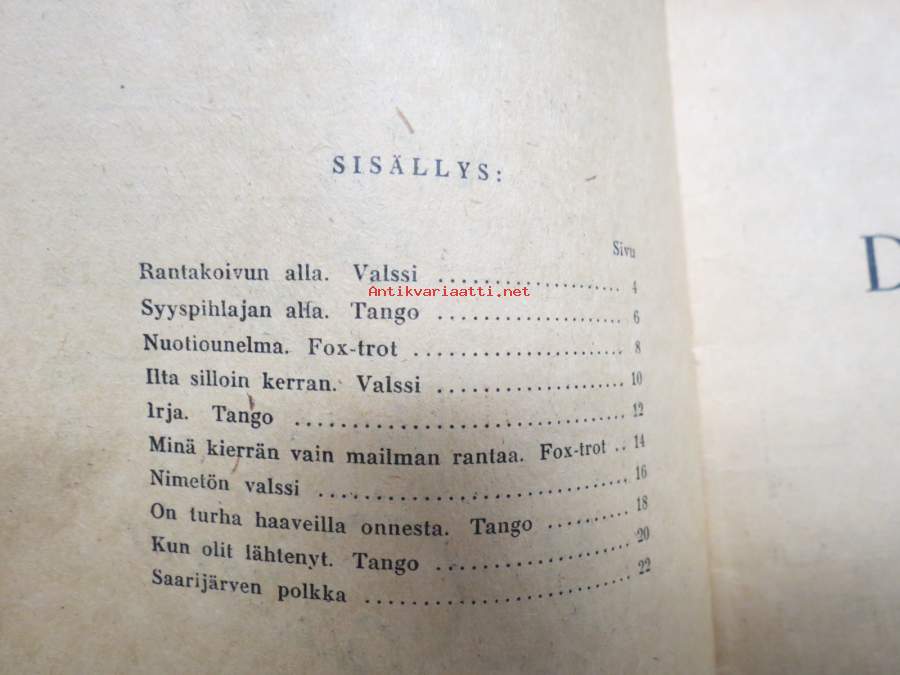 SISÄLLYS:
Sivu
Rantakoivun alla. Valssi .................... 4
Antikvariaatti.net
Syyspihlajan alla. Tango .................... 6
Nuotiounelma. Fox-trot ...................... 8
Ilta silloin kerran. Valssi .................... 10
Irja. Tango .................................. 12
Minä kierrän vain mailman rantaa. Fox-trot .. 14
Nimetön valssi ............................... 16
On turha haaveilla onnesta. Tango .......... 18
Kun olit lähtenyt. Tango .................... 20
Saarijärven polkka ........................... 22
D